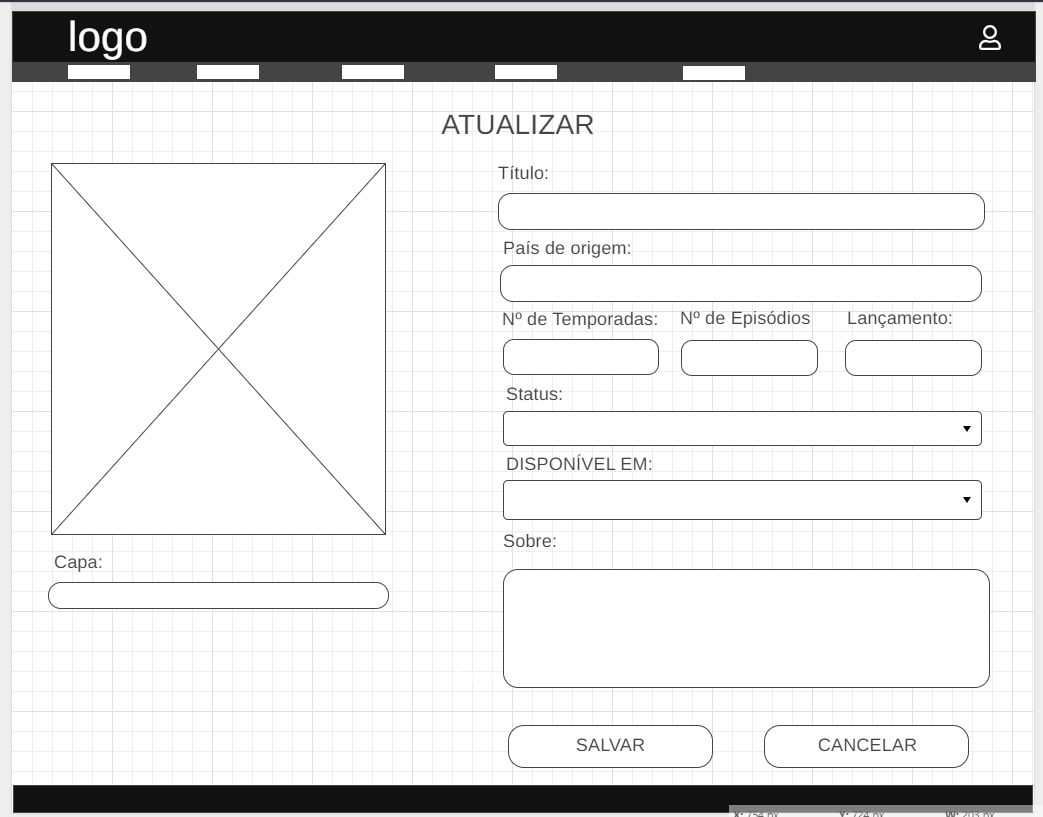 logo
ATUALIZAR
Título:
País de origem:
Nº de Temporadas: Nº de Episódios Lançamento:
Status:
DISPONÍVEL EM:
Sobre:
Capa:
SALVAR CANCELAR
X: 754 px Y: 724 px W: 203 px